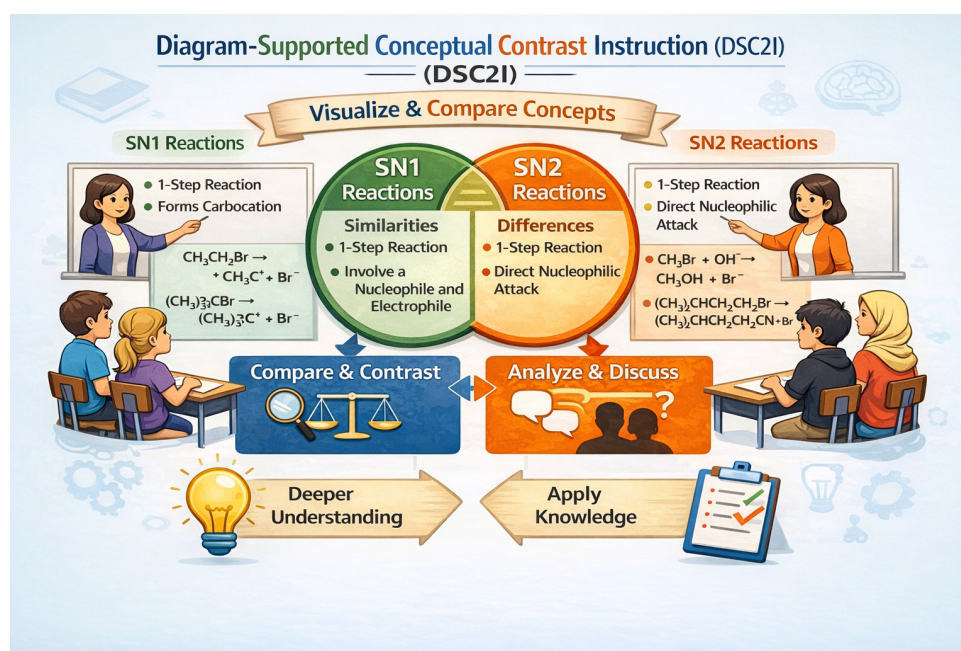 Diagram-Supported Conceptual Contrast Instruction (DSC2I)
(DSC2I)
Visualize & Compare Concepts
SN1 Reactions
1-Step Reaction
Forms Carbocation
CH₃CH₂Br →
⁺ CH₃C⁺ + Br⁻
(CH₃)₃CBr →
(CH₃)₃C⁺ + Br⁻
SN1
Reactions
Similarities
1-Step Reaction
Involve a
Nucleophile and
Electrophile
SN2
Reactions
Differences
1-Step Reaction
Direct Nucleophilic
Attack
SN2 Reactions
1-Step Reaction
Direct Nucleophilic
Attack
CH₃Br + OH⁻→
CH₃OH + Br⁻
(CH₃)₂CHCH₂CH₂Br →
(CH₃)₂CHCH₂CH₂CN+Br
Compare & Contrast
Analyze & Discuss
?
Deeper
Understanding
Apply
Knowledge